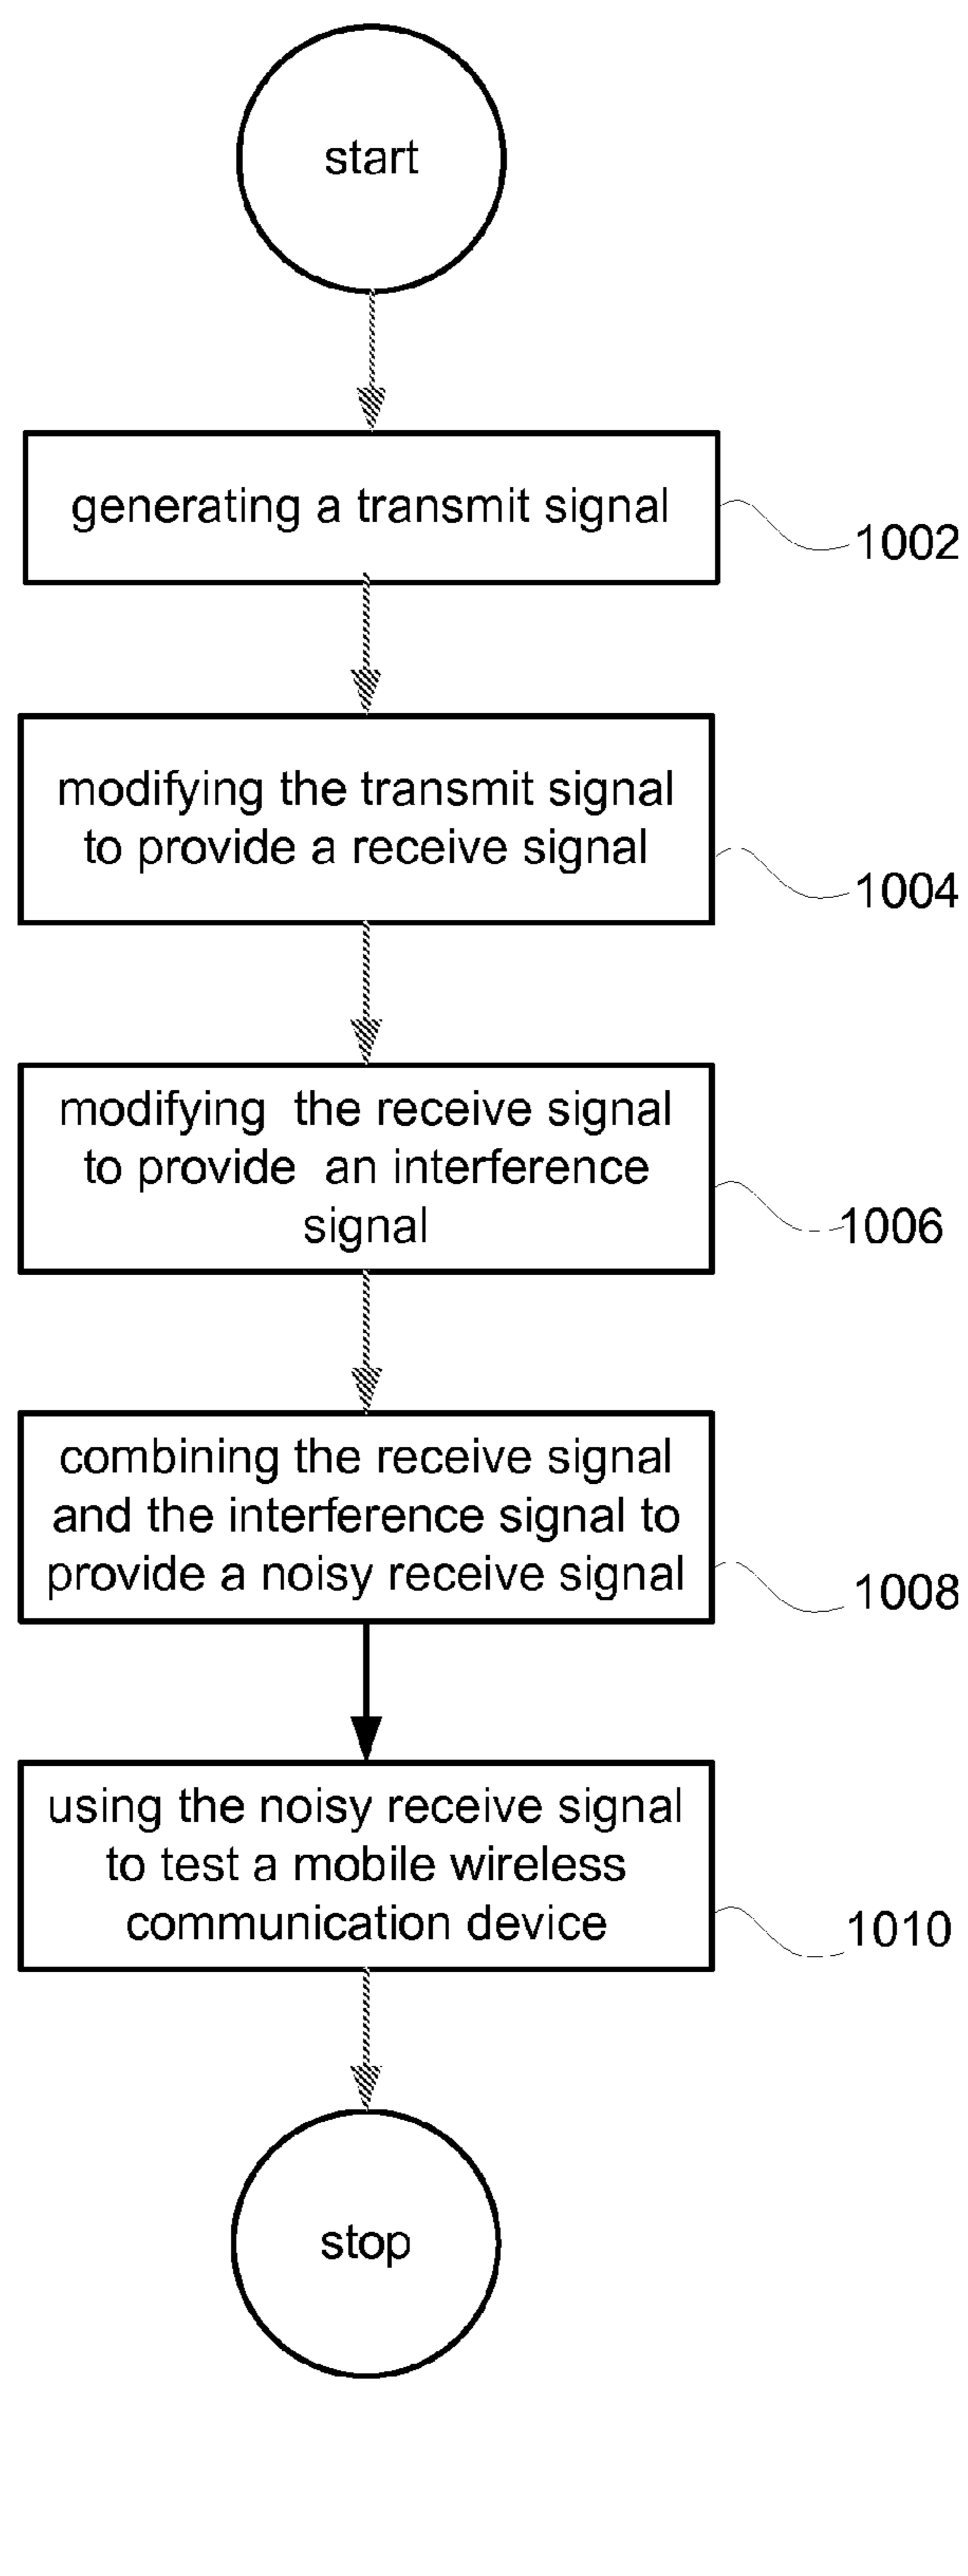 start
generating a transmit signal
1002
modifying the transmit signal
to provide a receive signal
1004
modifying the receive signal
to provide an interference
signal
1006
combining the receive signal
and the interference signal to
provide a noisy receive signal
1008
using the noisy receive signal
to test a mobile wireless
communication device
1010
stop